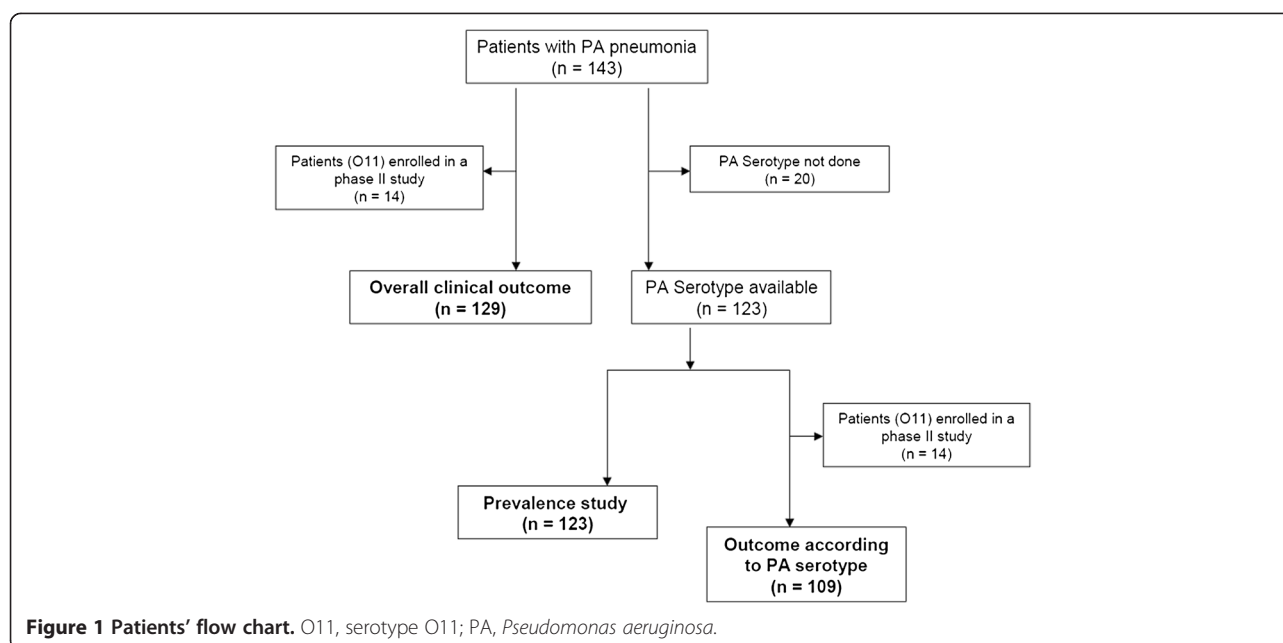 Patients with PA pneumonia
(n = 143)
Patients (O11) enrolled in a
phase II study
(n = 14)
PA Serotype not done
(n = 20)
Overall clinical outcome
(n = 129)
PA Serotype available
(n = 123)
Patients (O11) enrolled in a
phase II study
(n = 14)
Prevalence study
(n = 123)
Outcome according
to PA serotype
(n = 109)
Figure 1 Patients’ flow chart. O11, serotype O11; PA, Pseudomonas aeruginosa.